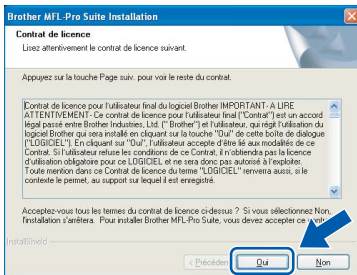 Brother MFL-Pro Suite Installation
Contrat de licence
Lisez attentivement le contrat de licence suivant.
Appuyez sur la touche Page suiv. pour voir le reste du contrat.
Contrat de licence pour l'utilisateur final du logiciel Brother IMPORTANT- A LIRE
ATTENTIVEMENT- Ce contrat de licence pour l'utilisateur final ("Contrat") est un accord
légal passé entre Brother Industries, Ltd. (" Brother") et l'utilisateur, qui régit l'utilisation du
logiciel Brother qui sera installé en cliquant sur la touche "Oui" de cette boîte de dialogue
("LOGICIEL"). En cliquant sur "Oui", l'utilisateur accepte d'être lié aux modalités de ce
Contrat. Si l'utilisateur refuse les conditions de ce Contrat, il n'obtiendra pas la licence
d'utilisation obligatoire pour ce LOGICIEL et ne sera donc pas autorisé à l'exploiter.
Toute mention dans ce Contrat de licence du terme "LOGICIEL" renverra aussi, si le
contexte le permet, au support sur lequel il est enregistré.
Acceptez-vous tous les termes du contrat de licence ci-dessus ? Si vous sélectionnez Non,
l'installation s'arrêtera. Pour installer Brother MFL-Pro Suite, vous devez accepter ce
InstallShield
< Précéden
Oui
Non